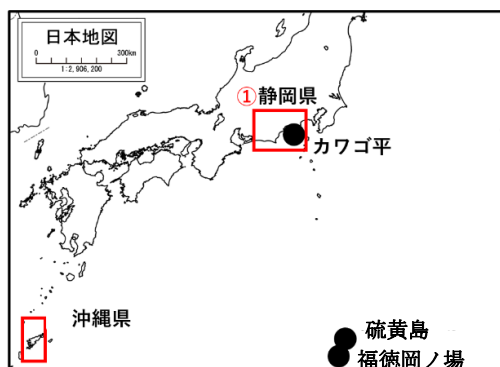 日本地図
0 300km
1:2,906,200
①静岡県
カワゴ平
沖縄県
硫黄島
福徳岡ノ場